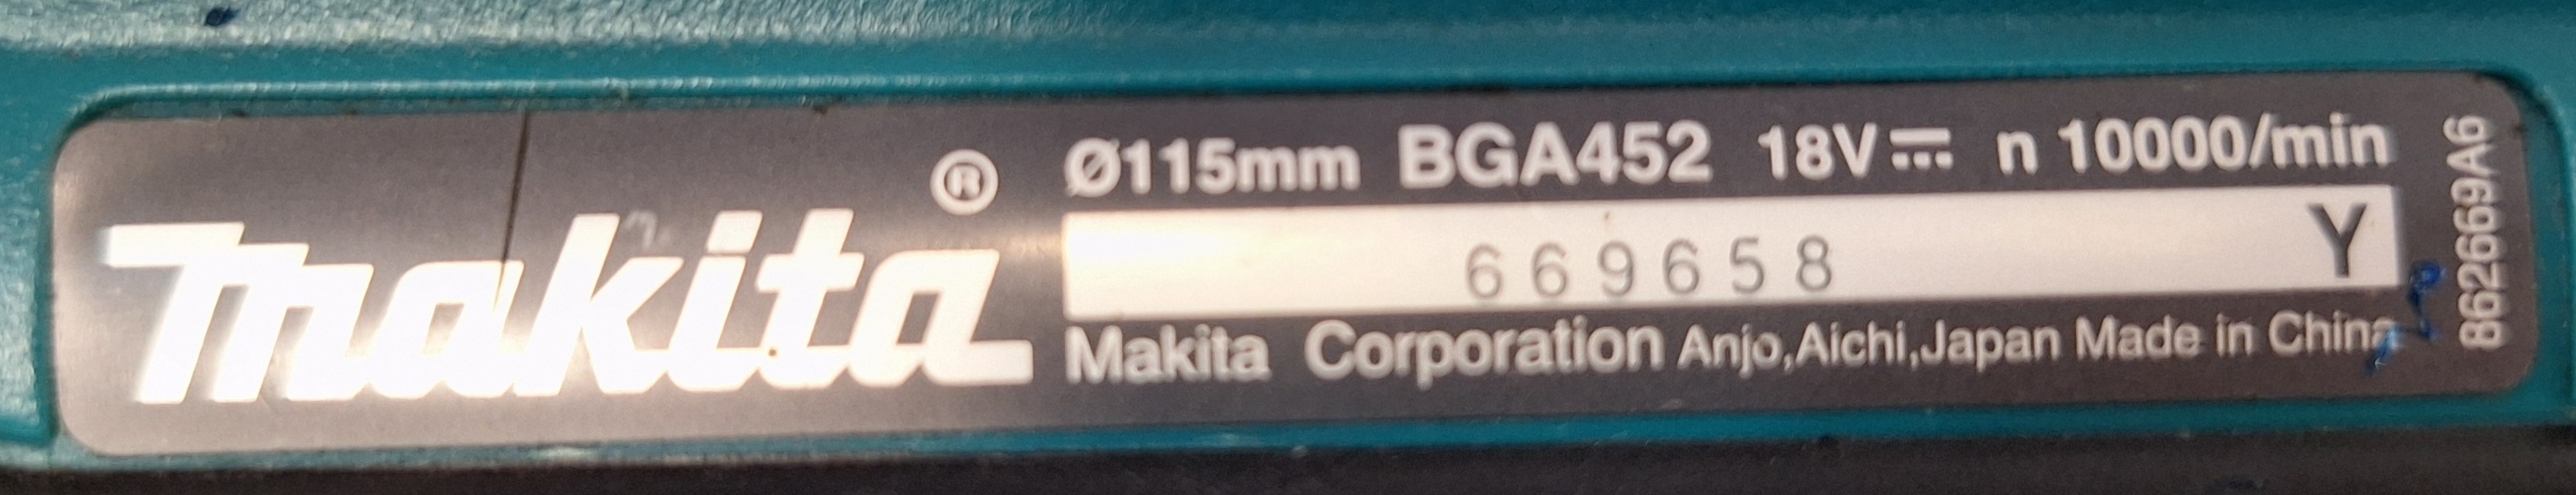 makita®
Ø115mm BGA452 18V⎓ n 10000/min
669658 Y
Makita Corporation Anjo,Aichi,Japan Made in China
862669A6